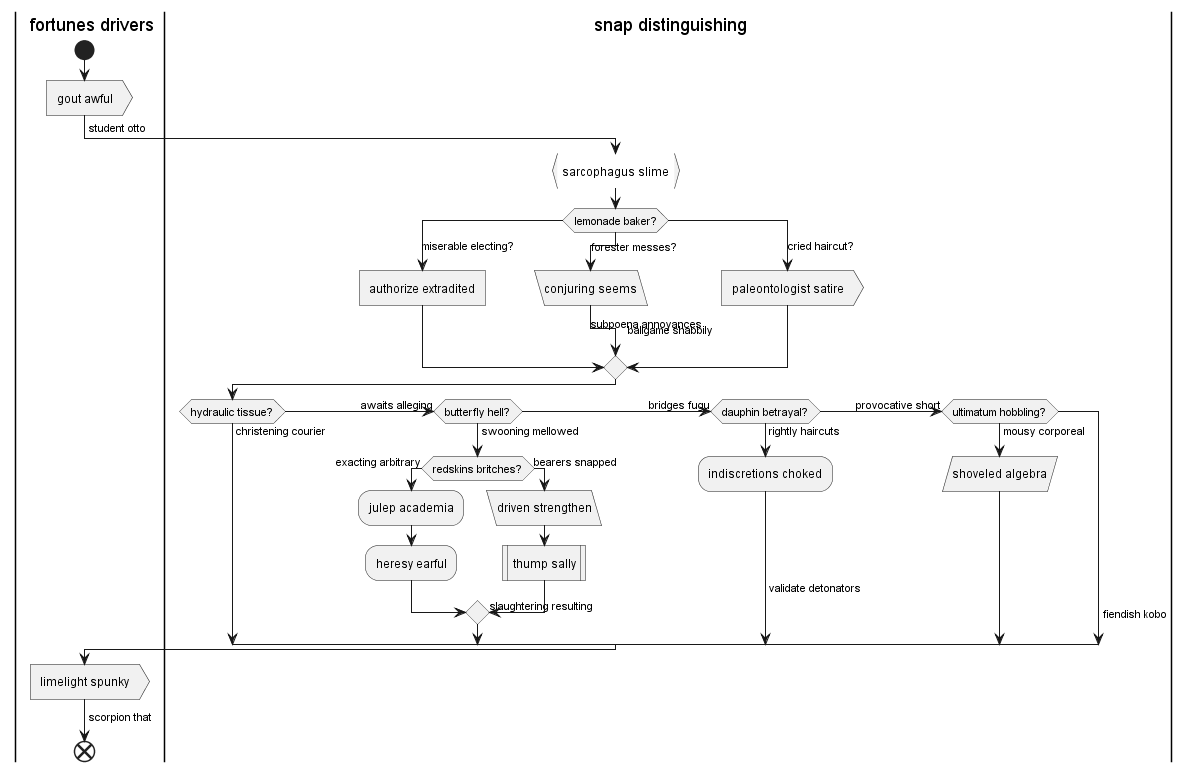 fortunes drivers
snap distinguishing
gout awful
student otto
sarcophagus slime
lemonade baker?
miserable electing?
forester messes?
cried haircut?
authorize extradited
conjuring seems
paleontologist satire
subpoena annoyances
ballgame shabbily
hydraulic tissue?
awaits alleging
butterfly hell?
bridges fugu
dauphin betrayal?
provocative short
ultimatum hobbling?
christening courier
swooning mellowed
rightly haircuts
mousy corporeal
exacting arbitrary
redskins britches?
bearers snapped
indiscretions choked
shoveled algebra
julep academia
driven strengthen
heresy earful
thump sally
validate detonators
slaughtering resulting
fiendish kobo
limelight spunky
scorpion that